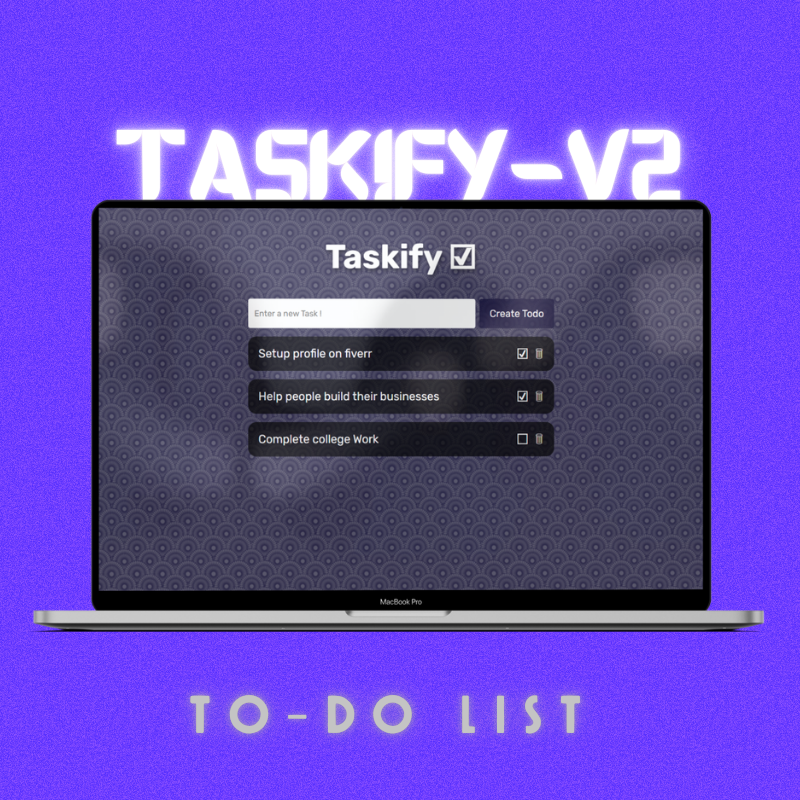 TASKIFY-V2
Taskify ☑
Enter a new Task !
Create Todo
Setup profile on fiverr
Help people build their businesses
Complete college Work
MacBook Pro
TO-DO LIST